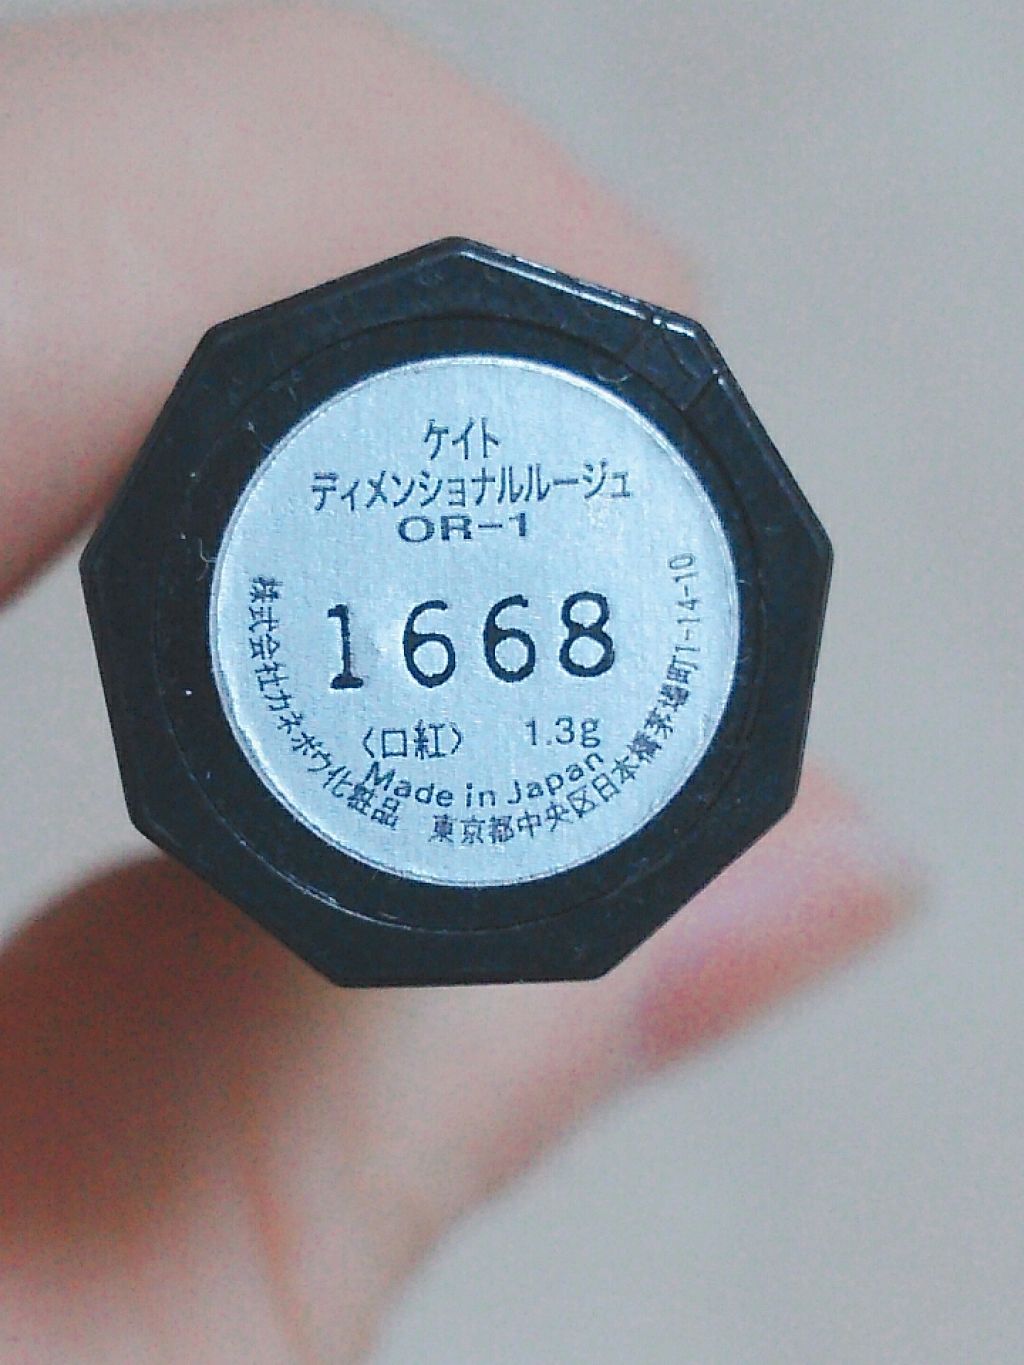 ケイト
ディメンショナルルージュ
OR-1
1668
〈口紅〉 1.3g
Made in Japan
株式会社カネボウ化粧品 東京都中央区日本橋茅場町1-14-10